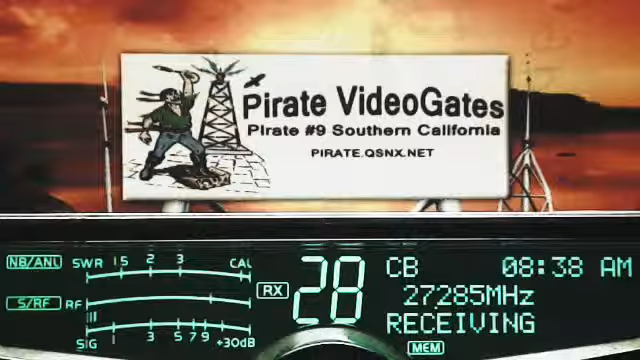 Pirate VideoGates
Pirate #9 Southern California
PIRATE.QSNX.NET
NB/ANL SWR 1.5 2 3 CAL
S/RF RF
SIG 1 3 5 7 9 +30dB
RX 28 CB 08:38 AM
27285MHz
RECEIVING
MEM